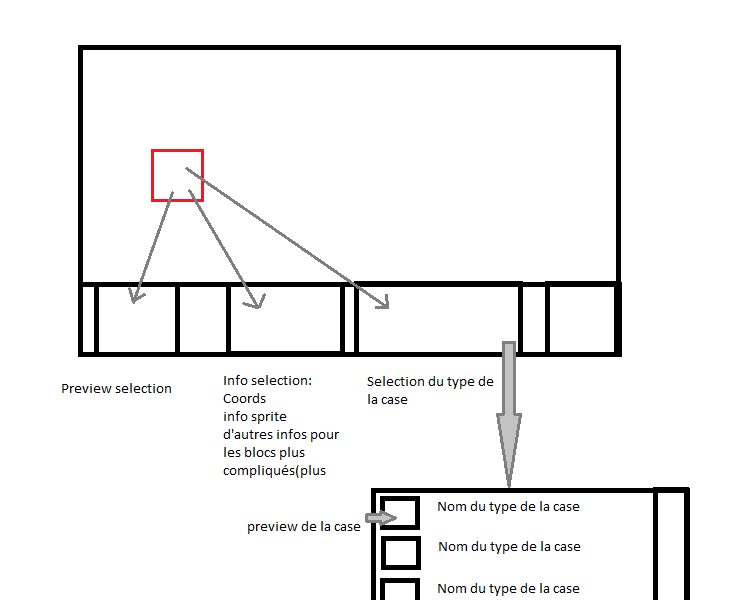 Preview selection
Info selection:
Coords
info sprite
d'autres infos pour
les blocs plus
compliqués(plus
Selection du type de
la case
preview de la case
Nom du type de la case
Nom du type de la case
Nom du type de la case